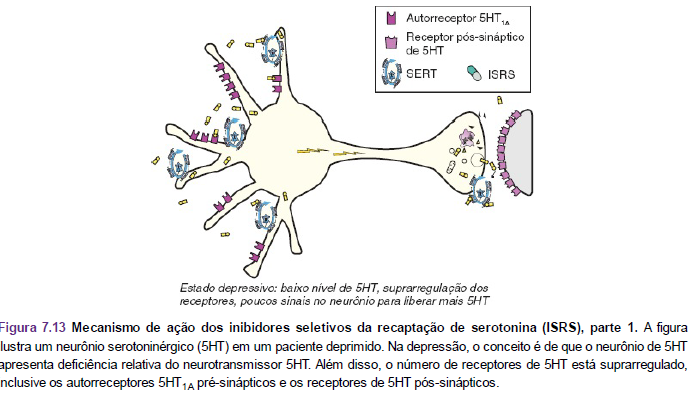 Autorreceptor 5HT1A
Receptor pós-sináptico
de 5HT
SERT
ISRS
Estado depressivo: baixo nível de 5HT, suprarregulação dos
receptores, poucos sinais no neurônio para liberar mais 5HT
Figura 7.13 Mecanismo de ação dos inibidores seletivos da recaptação de serotonina (ISRS), parte 1. A figura
ilustra um neurônio serotoninérgico (5HT) em um paciente deprimido. Na depressão, o conceito é de que o neurônio de 5HT
apresenta deficiência relativa do neurotransmissor 5HT. Além disso, o número de receptores de 5HT está suprarregulado,
inclusive os autorreceptores 5HT1A pré-sinápticos e os receptores de 5HT pós-sinápticos.